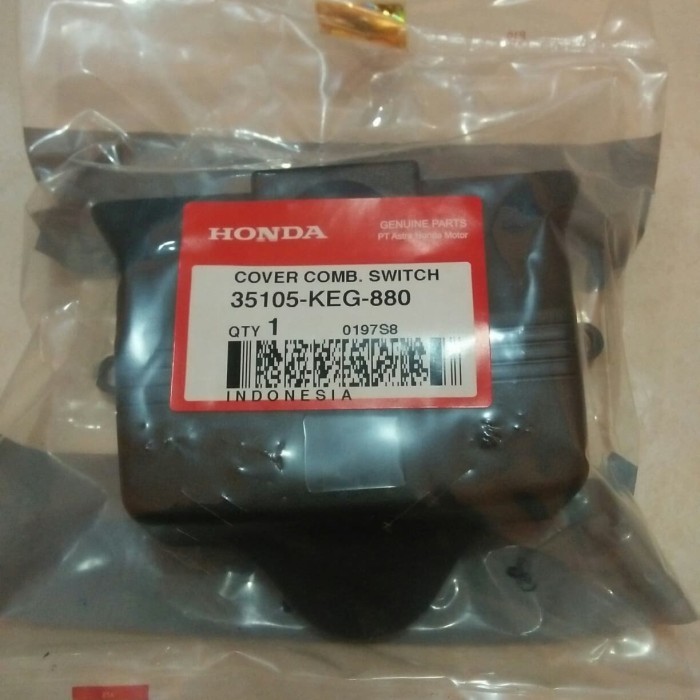 HONDA
GENUINE PARTS
PT Astra Honda Motor
COVER COMB. SWITCH
35105-KEG-880
QTY 1 0197S8
INDONESIA